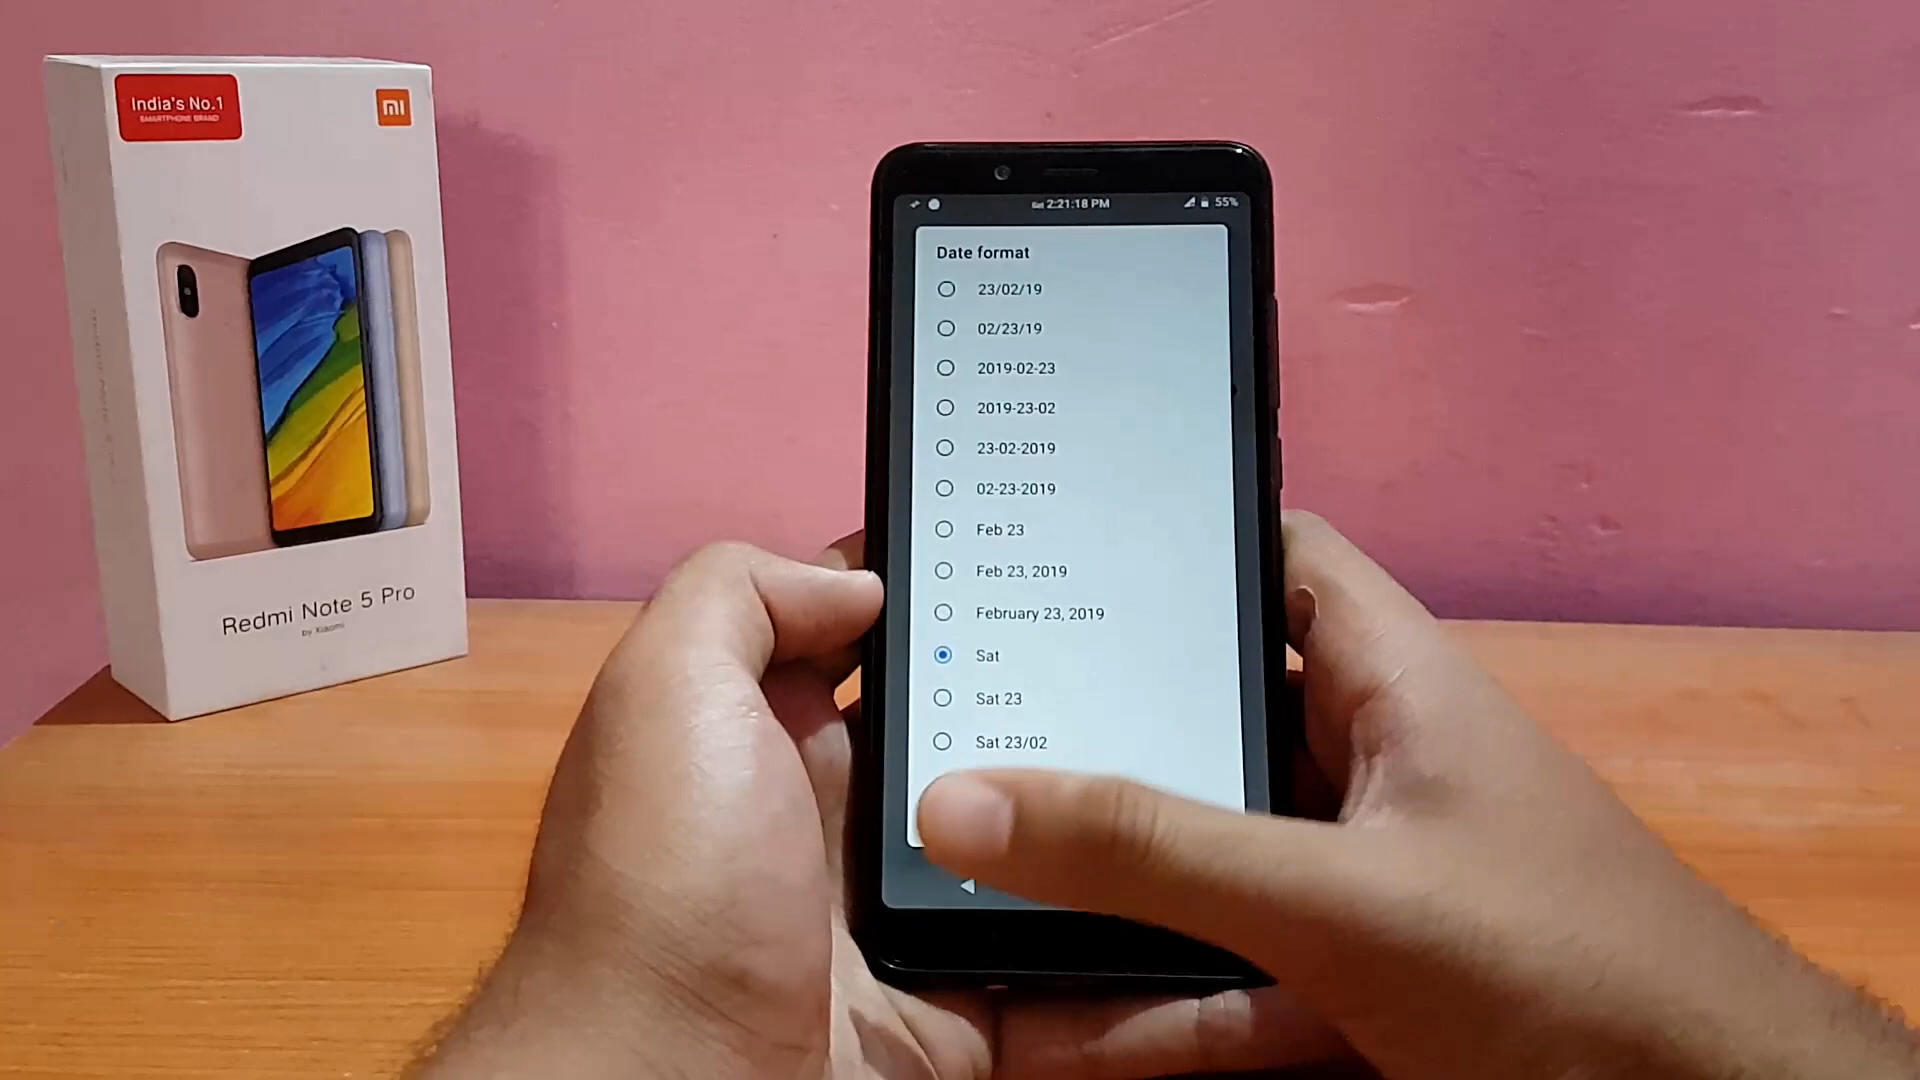 India's No.1
SMARTPHONE BRAND
mi
Redmi Note 5 Pro
by Xiaomi
Sat 2:21:18 PM
55%
Date format
23/02/19
02/23/19
2019-02-23
2019-23-02
23-02-2019
02-23-2019
Feb 23
Feb 23, 2019
February 23, 2019
Sat
Sat 23
Sat 23/02